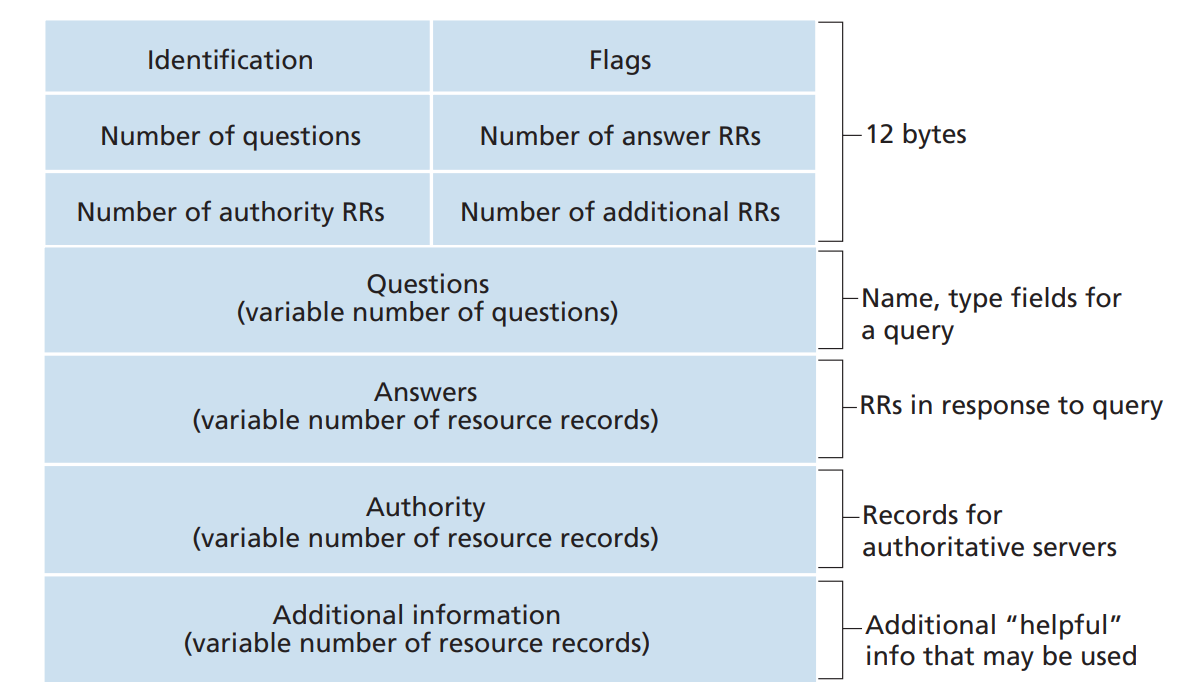 Identification
Flags
12 bytes
Number of questions
Number of answer RRs
Number of authority RRs
Number of additional RRs
Questions
(variable number of questions)
Name, type fields for
a query
Answers
(variable number of resource records)
RRs in response to query
Authority
(variable number of resource records)
Records for
authoritative servers
Additional information
(variable number of resource records)
Additional “helpful”
info that may be used